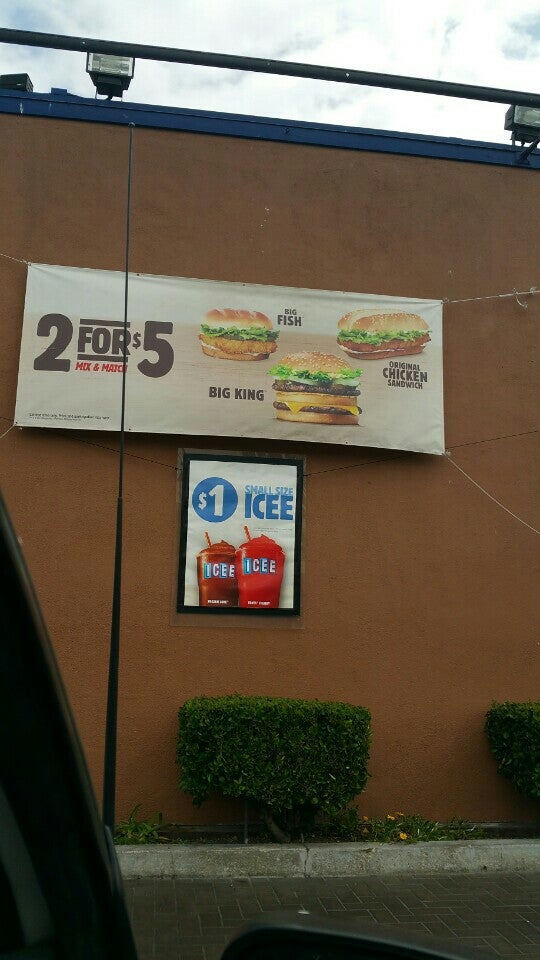 2 FOR $5
MIX & MATCH
BIG
FISH
BIG KING
ORIGINAL
CHICKEN
SANDWICH
$1
SMALL SIZE
ICEE
ICEE ICEE